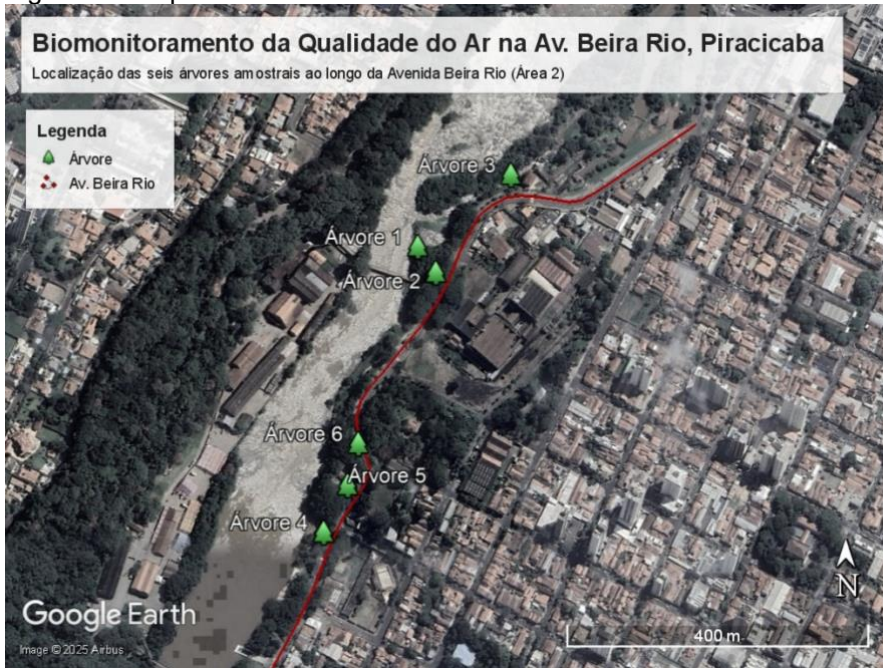 Biomonitoramento da Qualidade do Ar na Av. Beira Rio, Piracicaba
Localização das seis árvores amostrais ao longo da Avenida Beira Rio (Área 2)
Legenda
Árvore
Av. Beira Rio
Árvore 3
Árvore 1
Árvore 2
Árvore 6
Árvore 5
Árvore 4
N
Google Earth
400 m
Image © 2025 Airbus